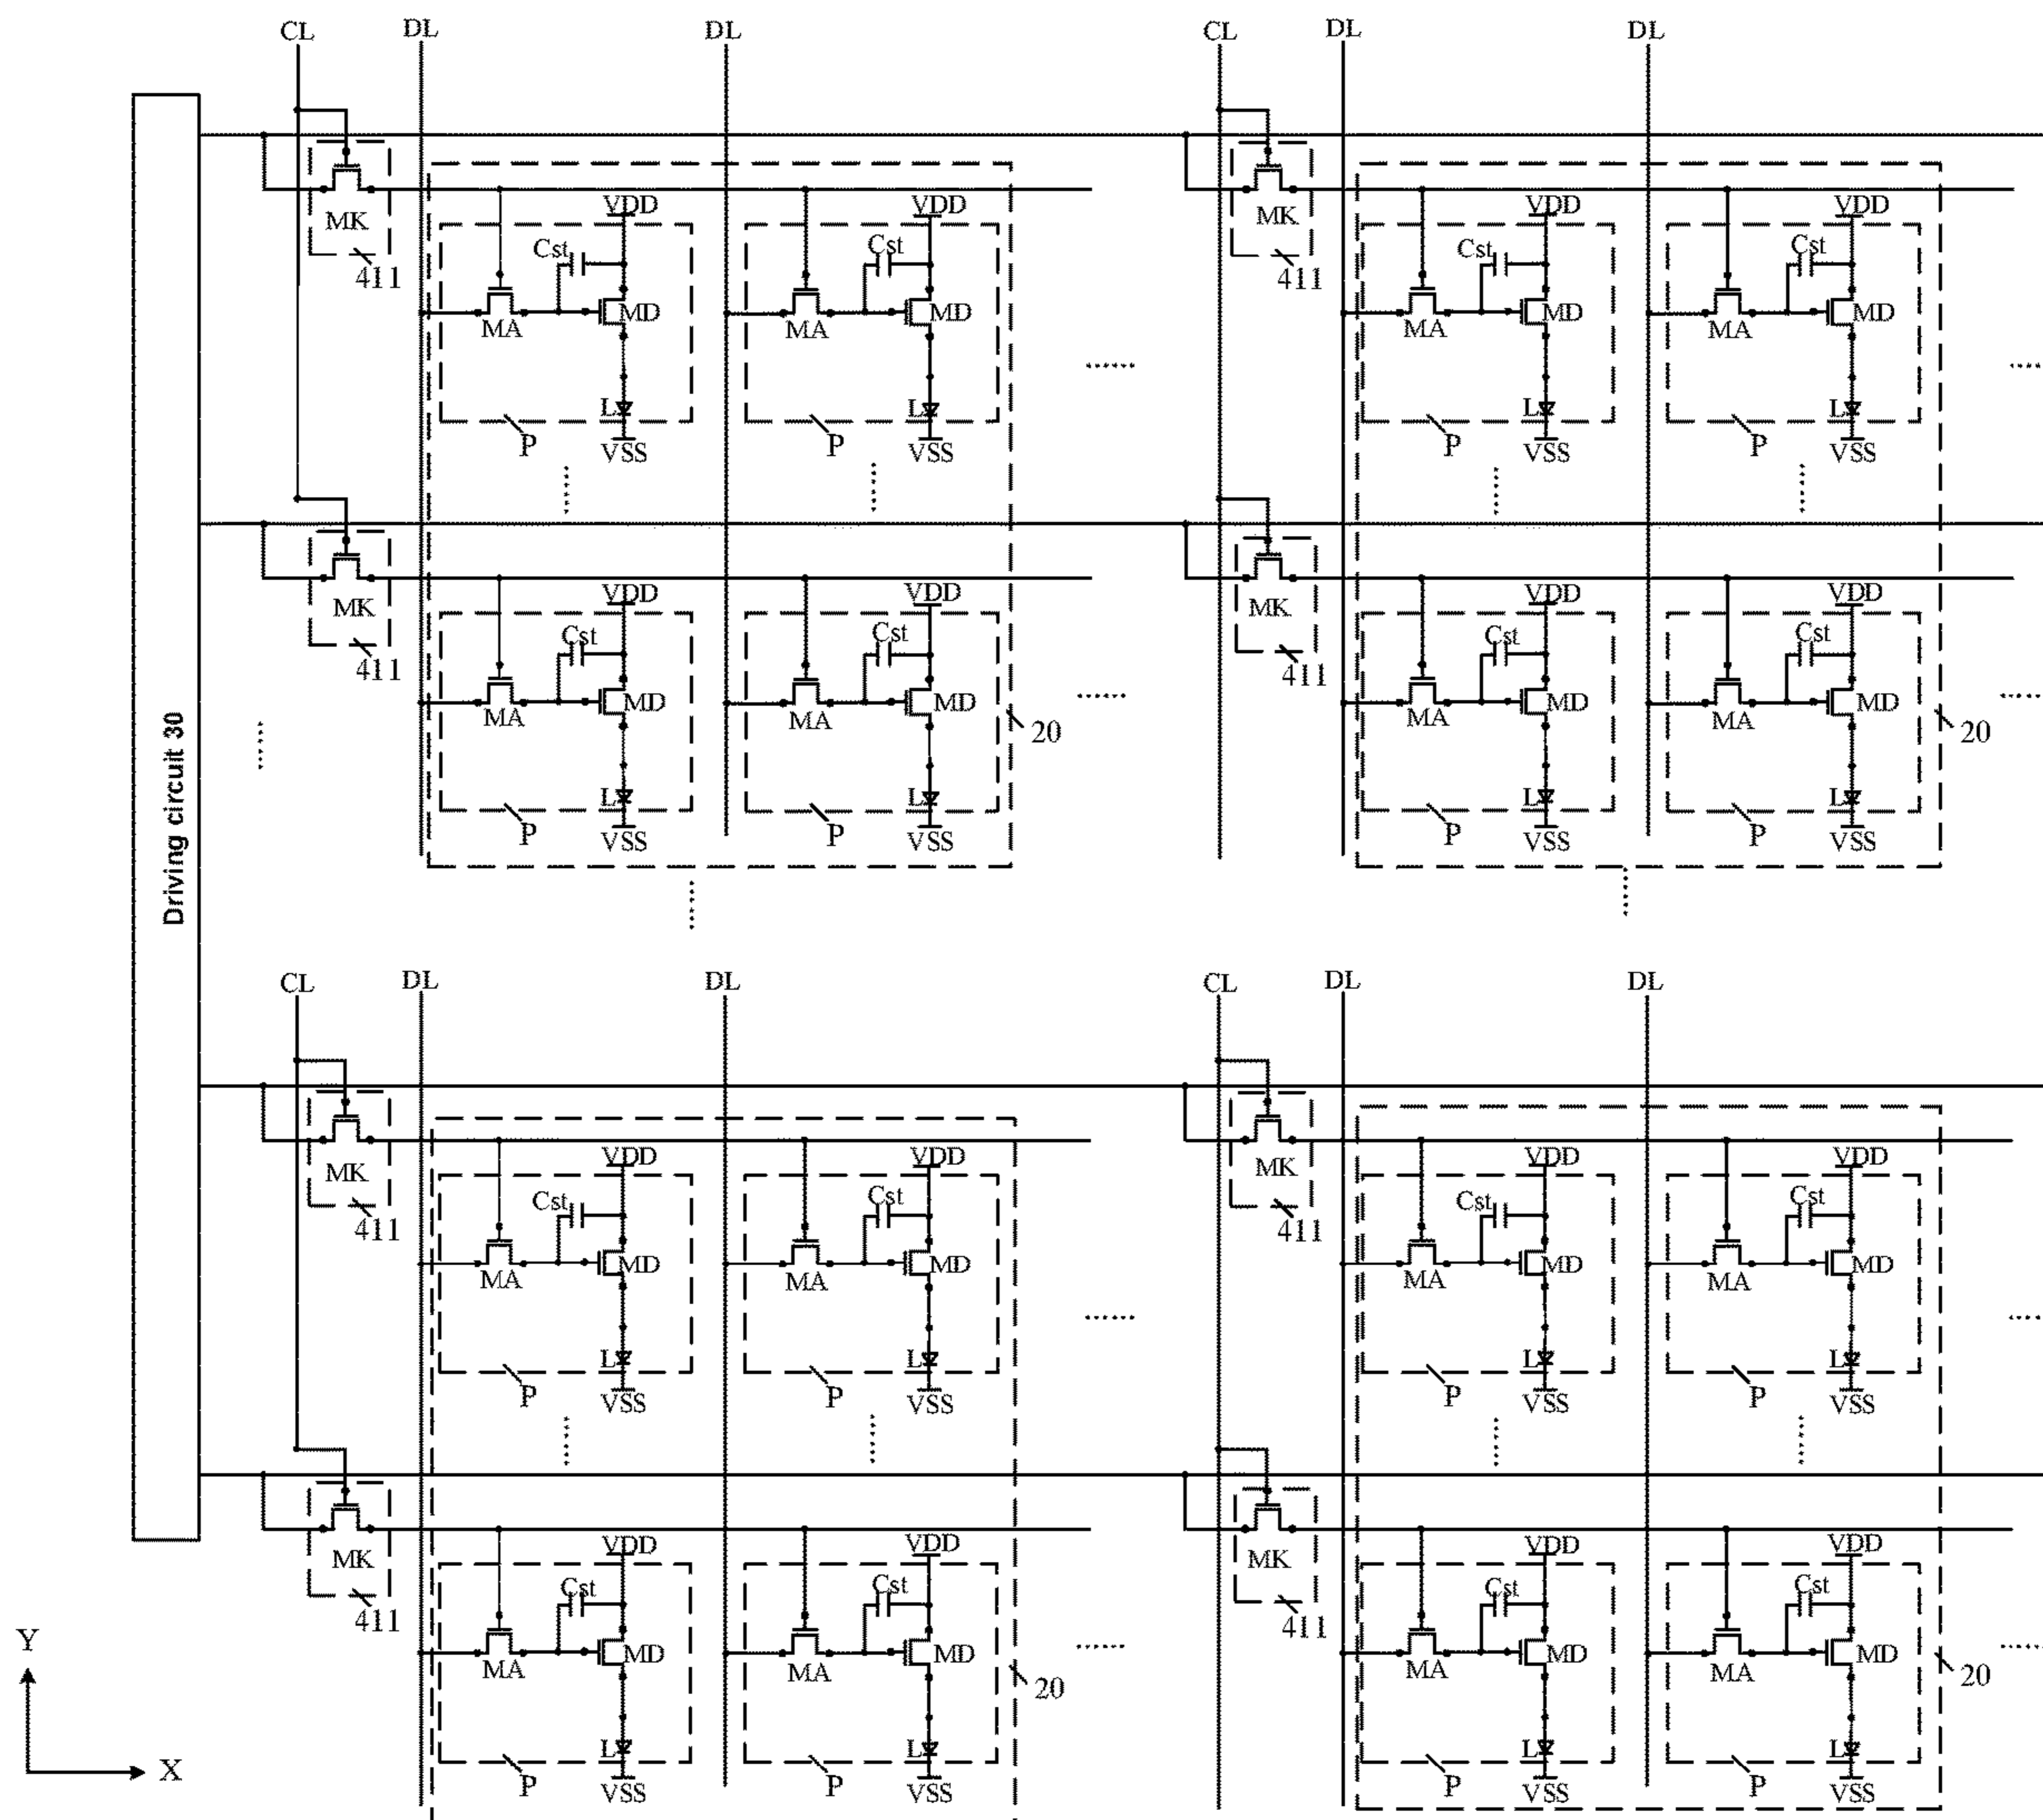 CL DL DL CL DL DL
MK VDD VDD MK VDD VDD
411 Cst Cst 411 Cst Cst
MA MD MA MD MA MD MA MD
L L L L
P VSS P VSS P VSS P VSS
MK VDD VDD MK VDD VDD
411 Cst Cst 411 Cst Cst
MA MD MA MD 20 MA MD MA MD 20
L L L L
P VSS P VSS P VSS P VSS
Driving circuit 30
CL DL DL CL DL DL
MK VDD VDD MK VDD VDD
411 Cst Cst 411 Cst Cst
MA MD MA MD MA MD MA MD
L L L L
P VSS P VSS P VSS P VSS
MK VDD VDD MK VDD VDD
411 Cst Cst 411 Cst Cst
MA MD MA MD 20 MA MD MA MD 20
L L L L
P VSS P VSS P VSS P VSS
Y
X